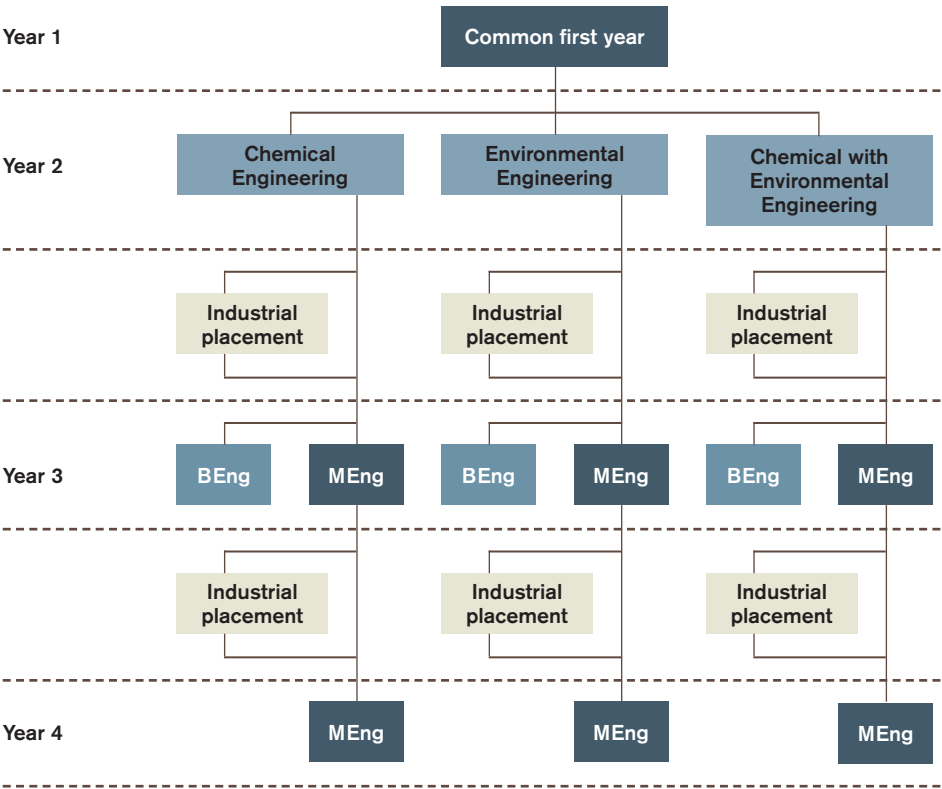 Year 1
Common first year
Year 2
Chemical
Engineering
Environmental
Engineering
Chemical with
Environmental
Engineering
Industrial
placement
Industrial
placement
Industrial
placement
Year 3
BEng
MEng
BEng
MEng
BEng
MEng
Industrial
placement
Industrial
placement
Industrial
placement
Year 4
MEng
MEng
MEng